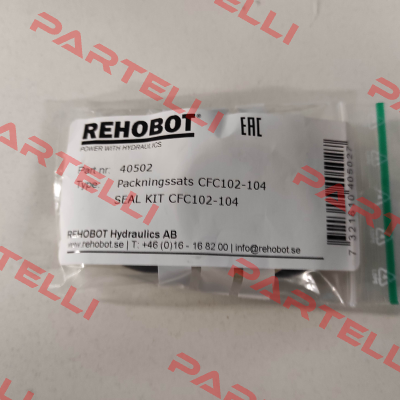 PARTELLI
REHOBOT®
POWER WITH HYDRAULICS
EAC
Part nr: 40502
Type: Packningssats CFC102-104
SEAL KIT CFC102-104
REHOBOT Hydraulics AB
www.rehobot.se | T: +46 (0)16 - 16 82 00 | info@rehobot.se
PARTELLI